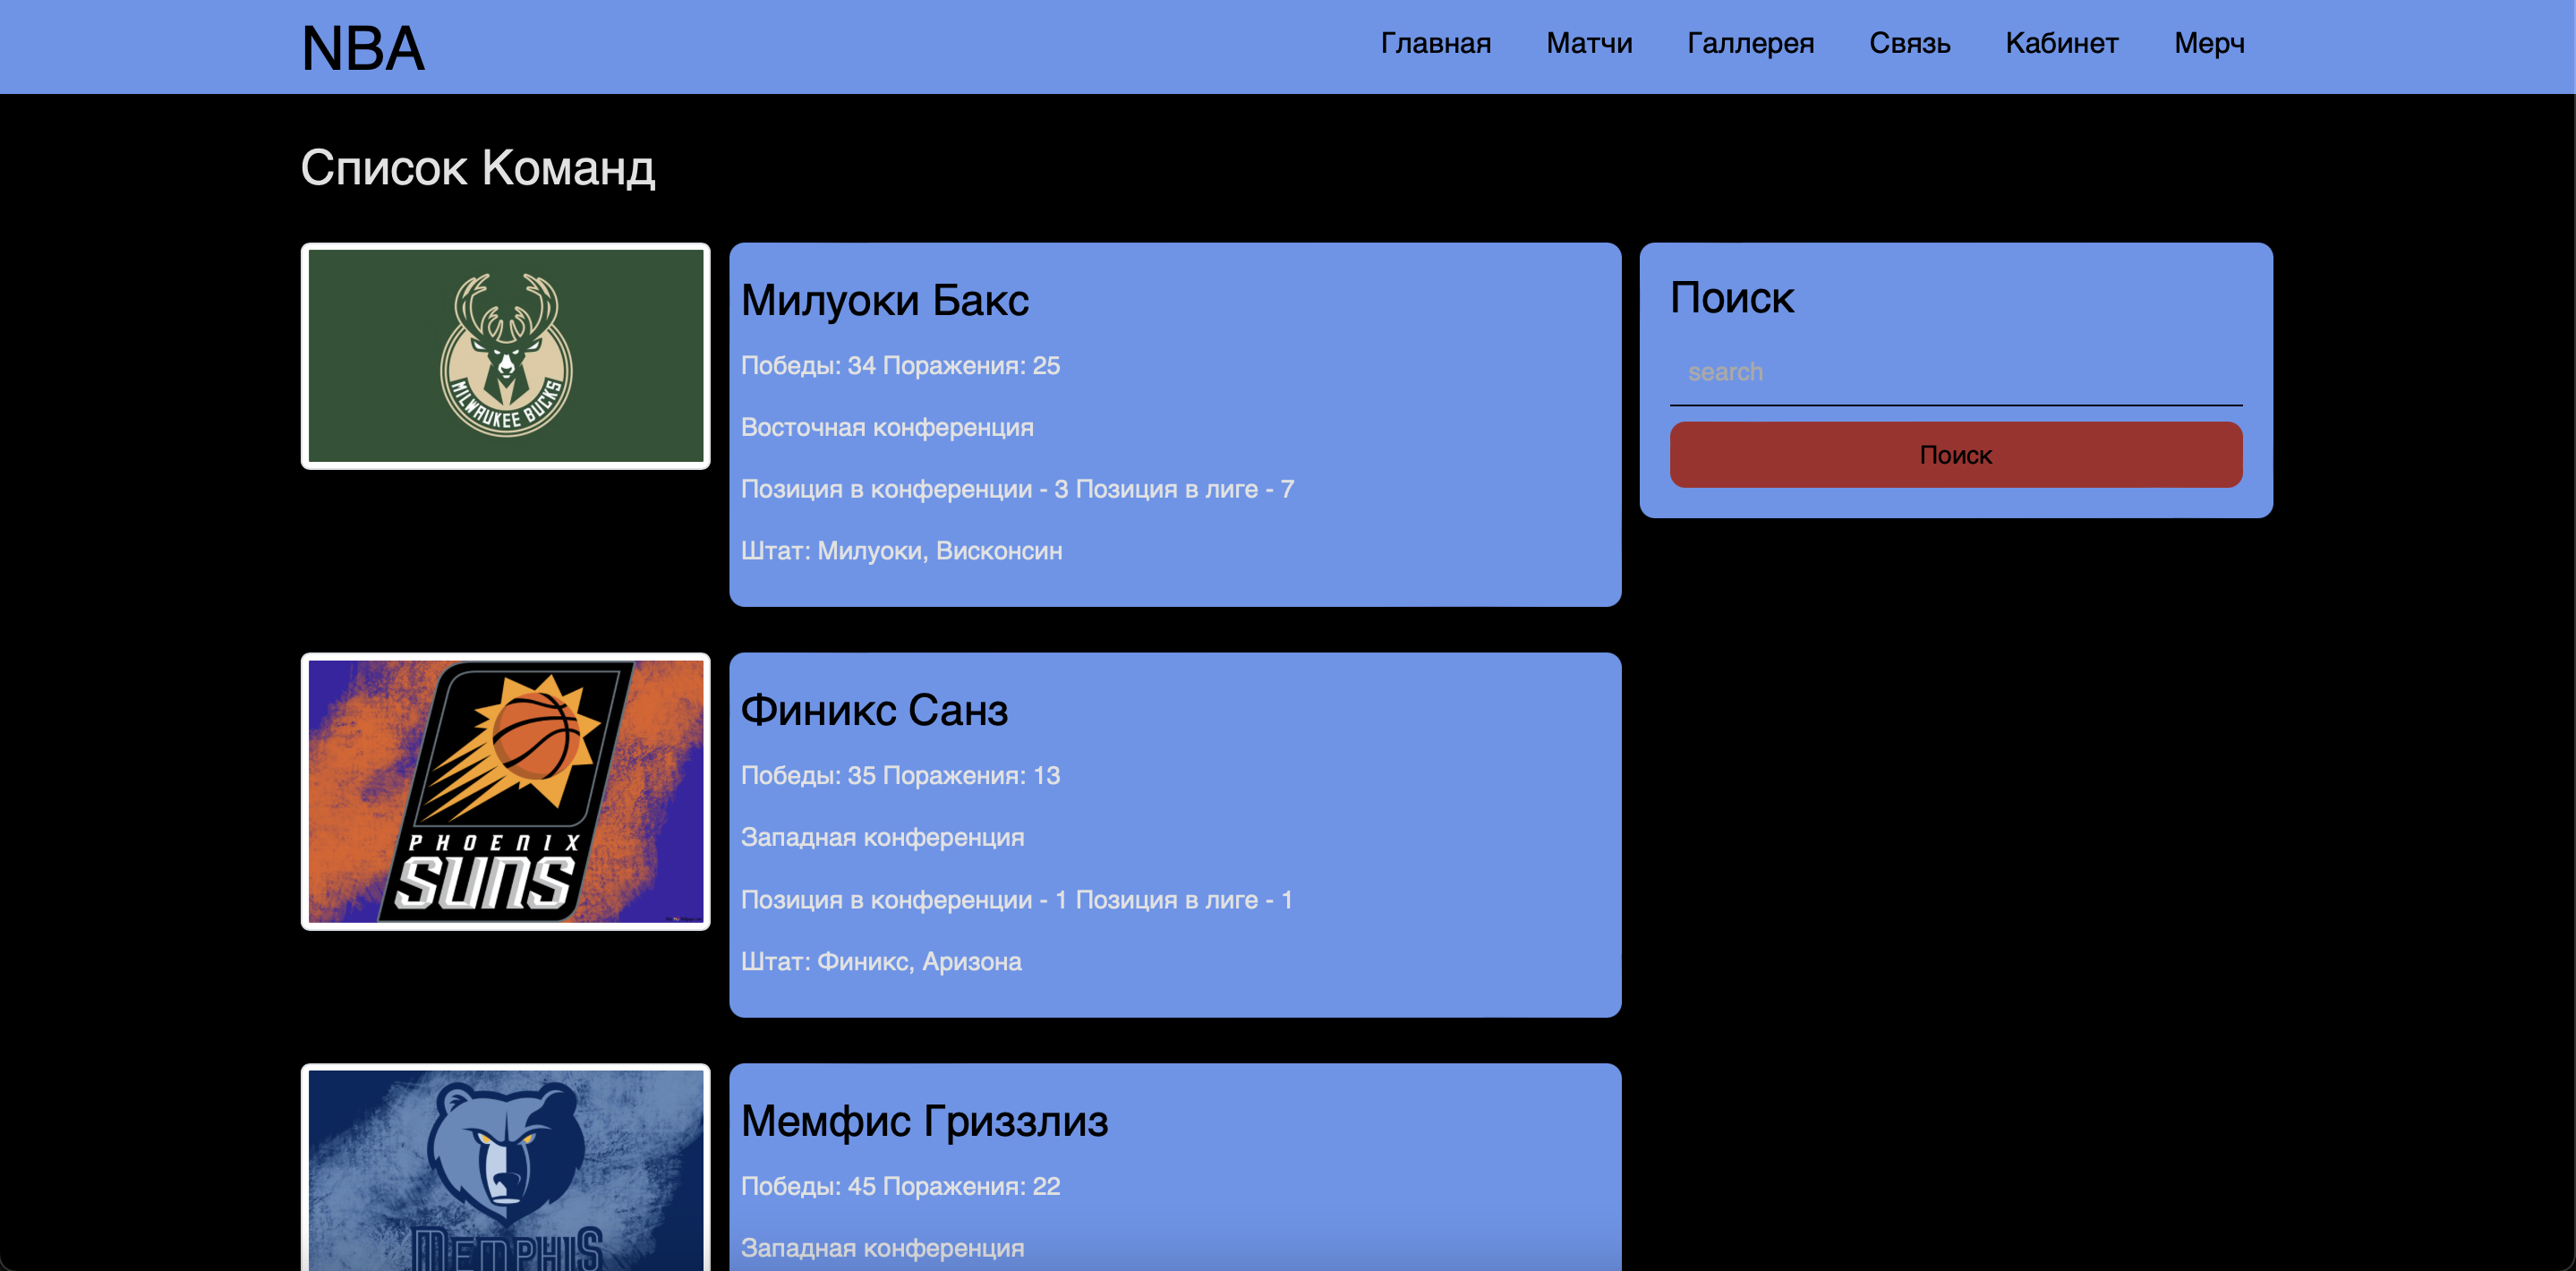 NBA
Главная Матчи Галлерея Связь Кабинет Мерч
Список Команд
MILWAUKEE BUCKS
Милуоки Бакс
Победы: 34 Поражения: 25
Восточная конференция
Позиция в конференции - 3 Позиция в лиге - 7
Штат: Милуоки, Висконсин
Поиск
search
Поиск
PHOENIX
SUNS
Финикс Санз
Победы: 35 Поражения: 13
Западная конференция
Позиция в конференции - 1 Позиция в лиге - 1
Штат: Финикс, Аризона
MEMPHIS
Мемфис Гриззлиз
Победы: 45 Поражения: 22
Западная конференция